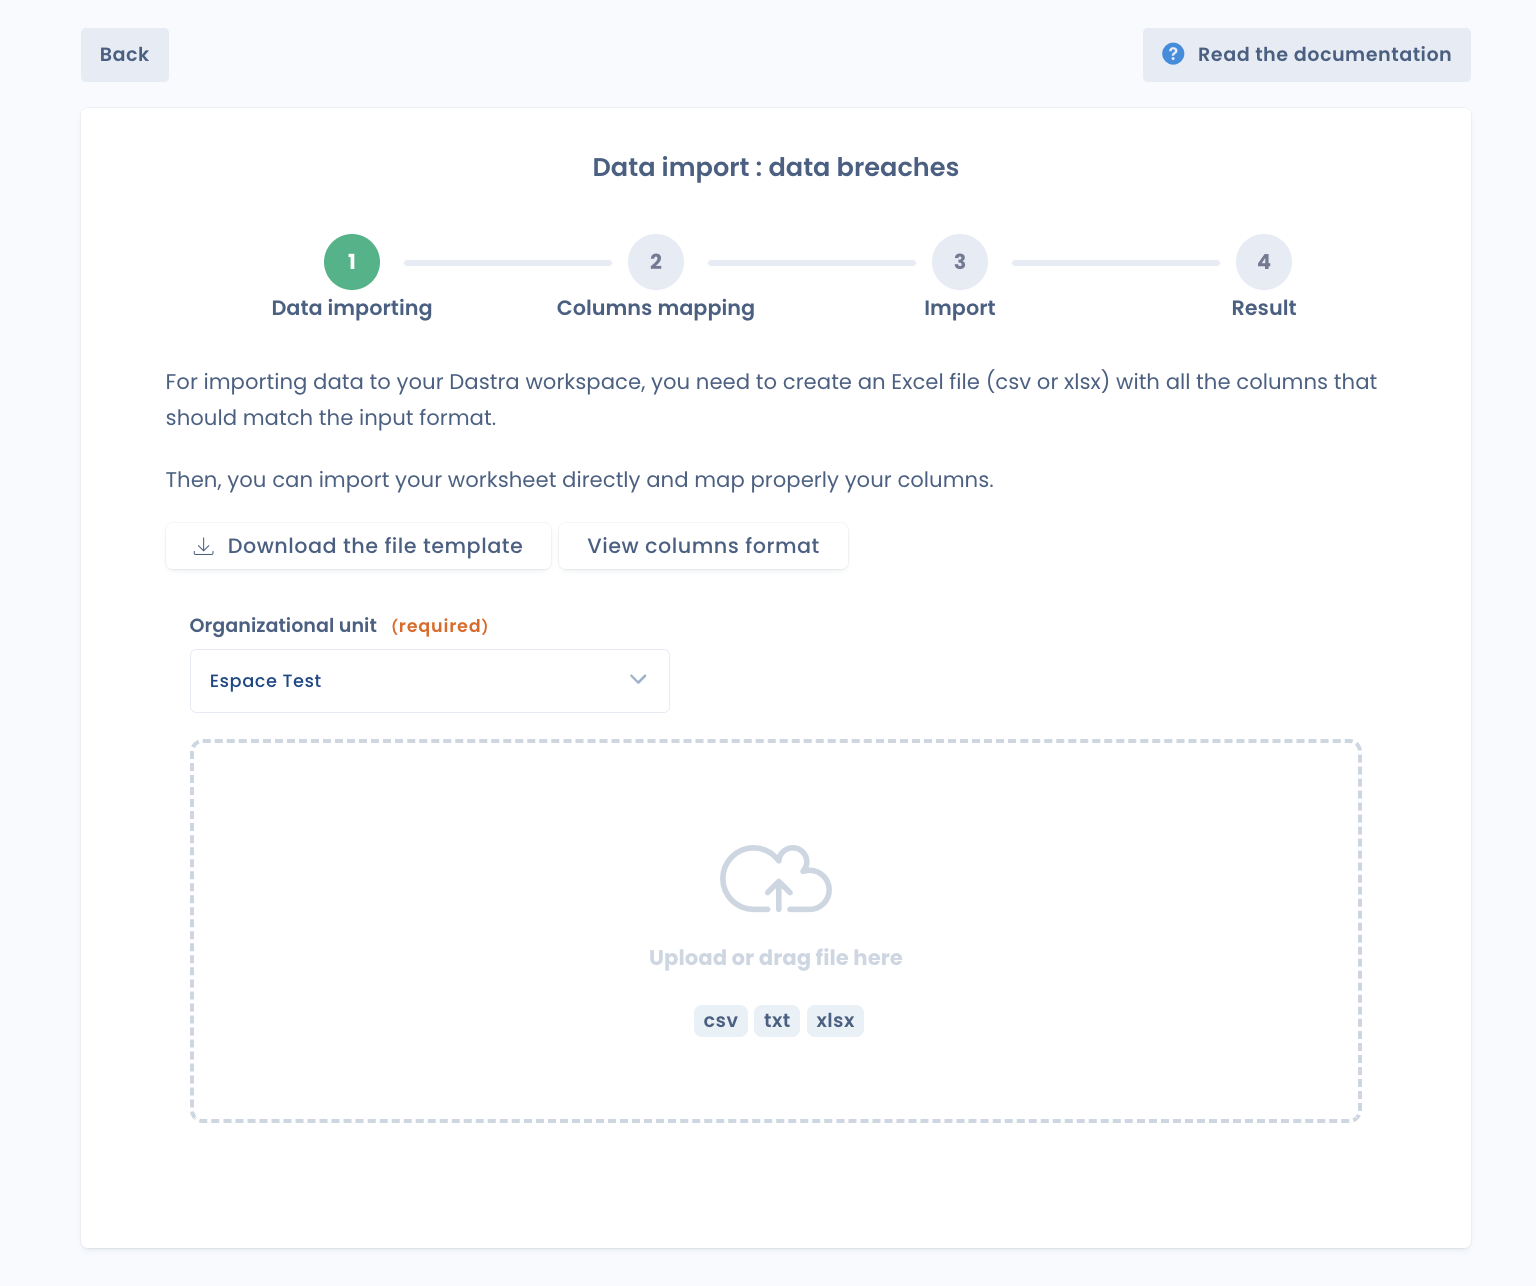 Back
Read the documentation
Data import : data breaches
1
2
3
4
Data importing
Columns mapping
Import
Result
For importing data to your Dastra workspace, you need to create an Excel file (csv or xlsx) with all the columns that
should match the input format.
Then, you can import your worksheet directly and map properly your columns.
Download the file template
View columns format
Organizational unit (required)
Espace Test
Upload or drag file here
csv txt xlsx